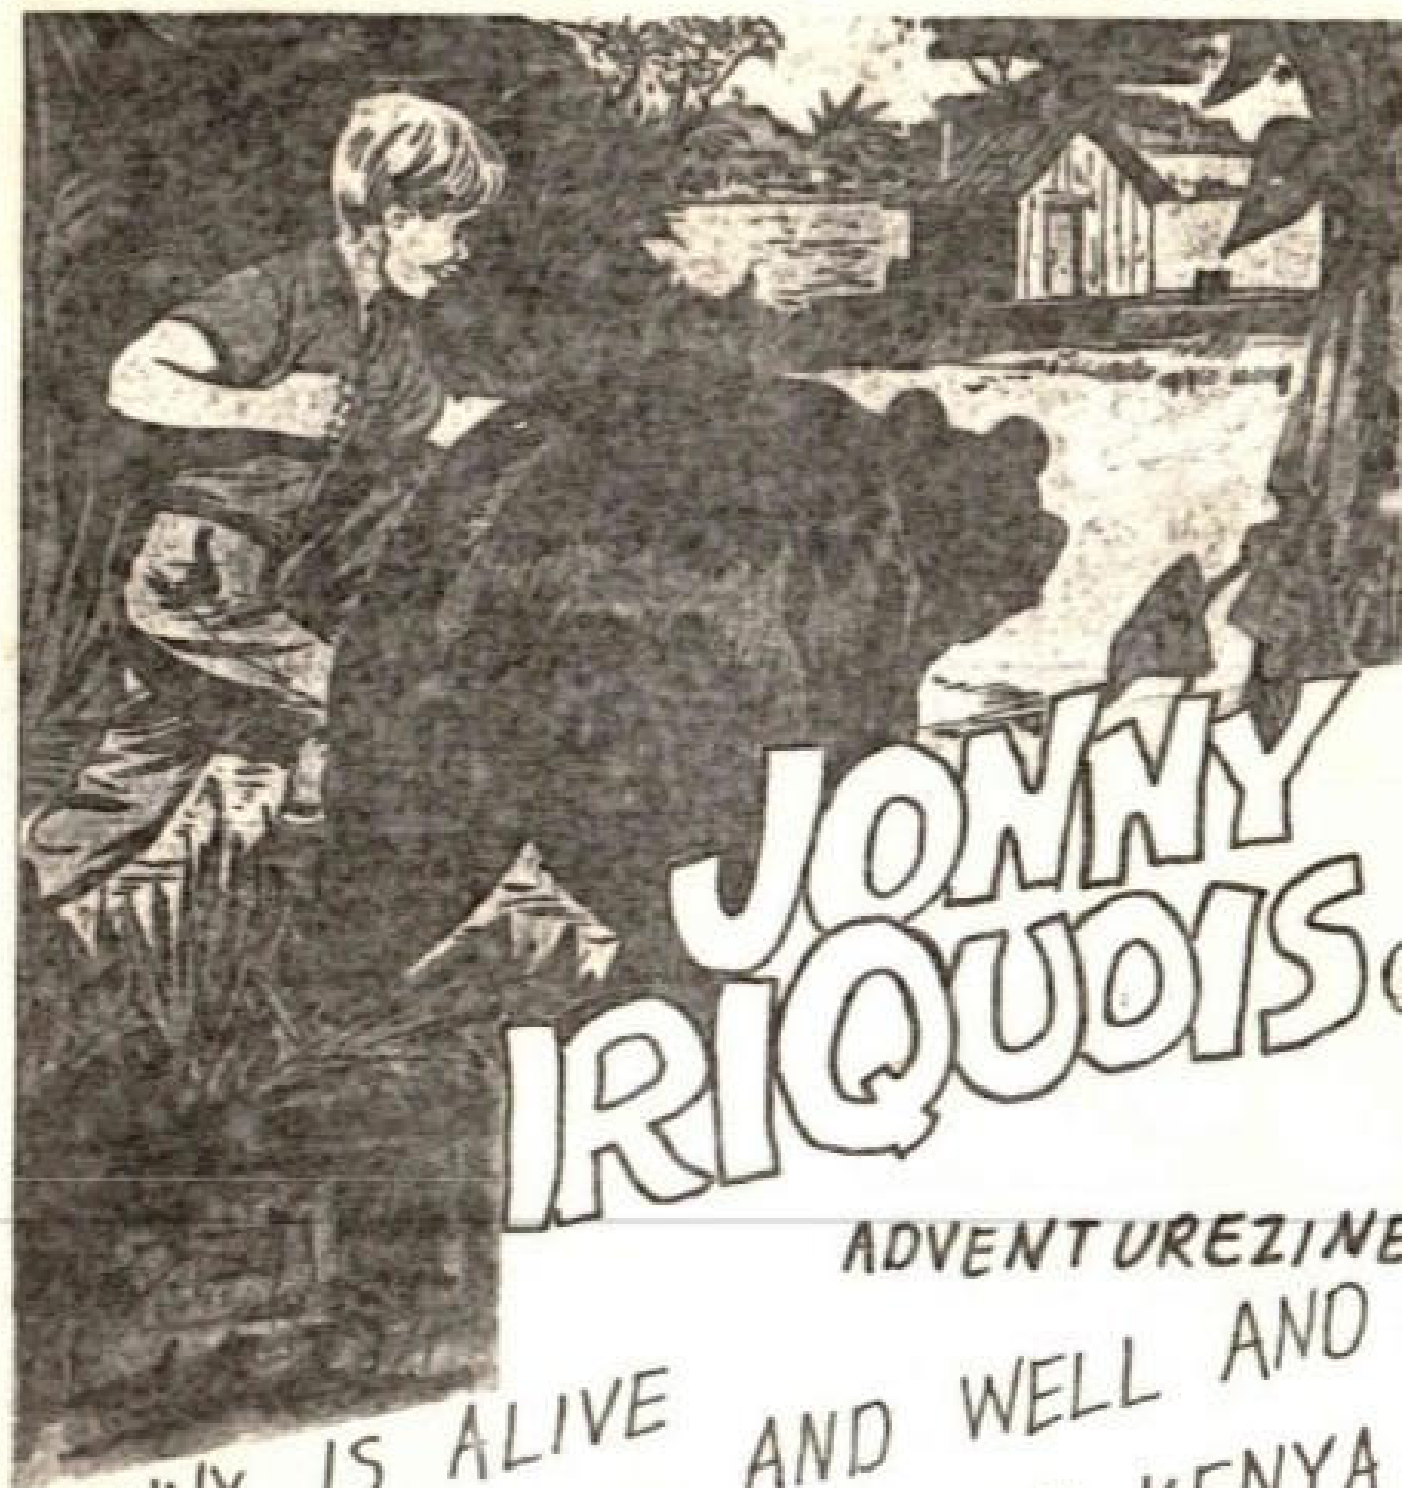 JONNY
IRIQUOIS
ADVENTUREZINE
IS ALIVE AND WELL AND
KENYA